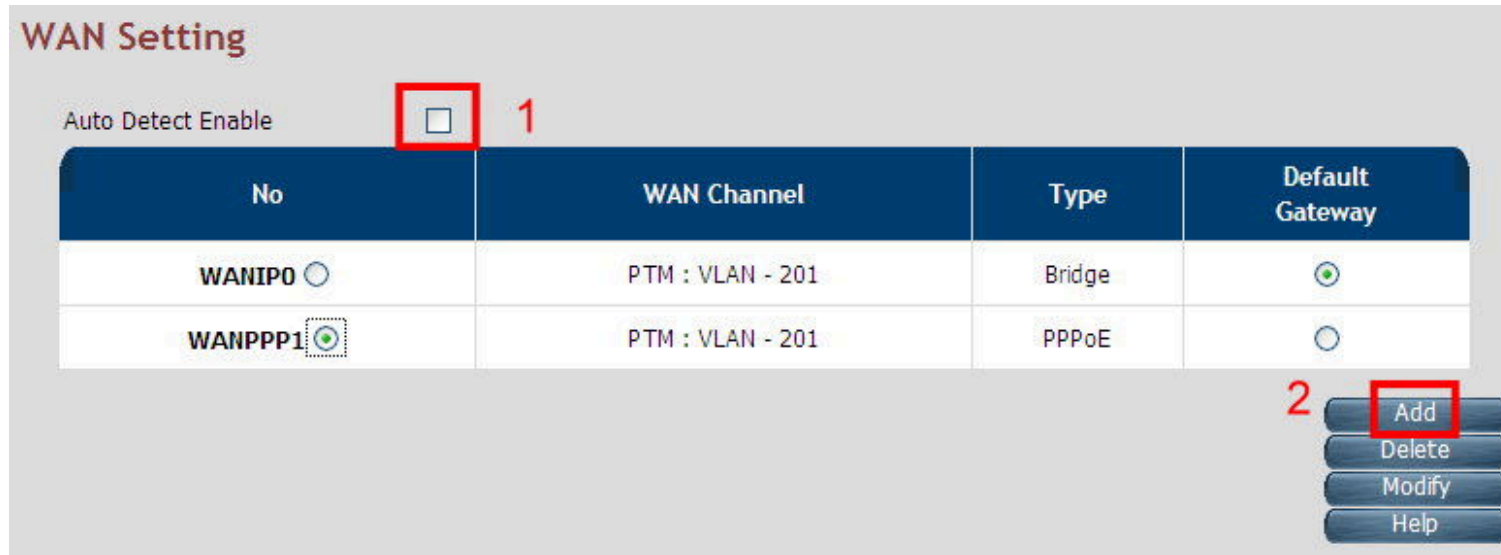 WAN Setting
Auto Detect Enable 1
No WAN Channel Type Default Gateway
WANIP0 PTM : VLAN - 201 Bridge
WANPPP1 PTM : VLAN - 201 PPPoE
2 Add
Delete
Modify
Help